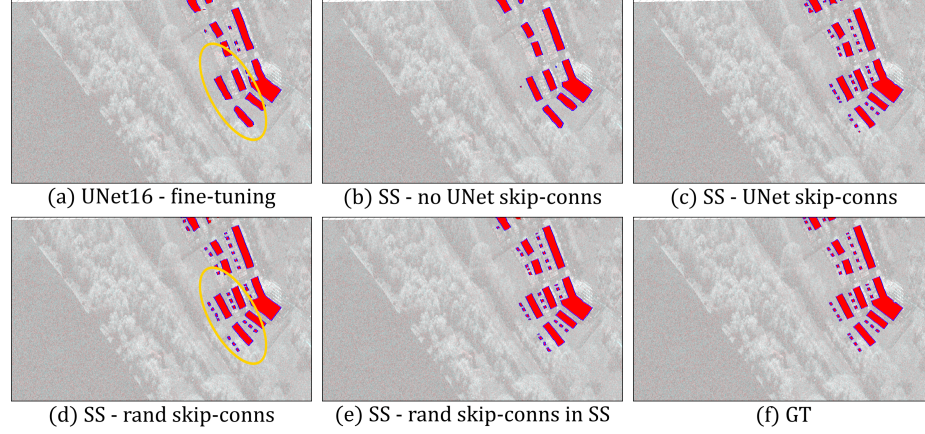 (a) UNet16 - fine-tuning
(b) SS - no UNet skip-conns
(c) SS - UNet skip-conns
(d) SS - rand skip-conns
(e) SS - rand skip-conns in SS
(f) GT